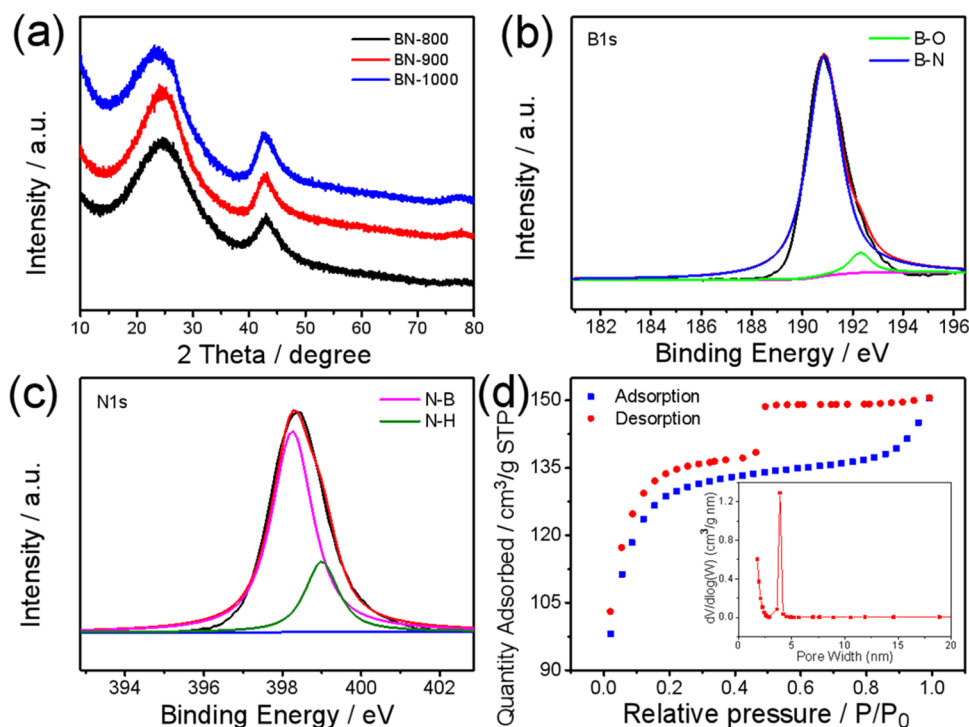 (a)
BN-800
BN-900
BN-1000
Intensity / a.u.
10 20 30 40 50 60 70 80
2 Theta / degree
(b)
B1s
B-O
B-N
Intensity / a.u.
182 184 186 188 190 192 194 196
Binding Energy / eV
(c)
N1s
N-B
N-H
Intensity / a.u.
394 396 398 400 402
Binding Energy / eV
(d)
Adsorption
Desorption
Quantity Adsorbed / cm³/g STP
150
135
120
105
90
0.0 0.2 0.4 0.6 0.8 1.0
Relative pressure / P/P₀
dV/dlog(W) (cm³/g nm)
1.2
0.8
0.4
0.0
0 5 10 15 20
Pore Width (nm)